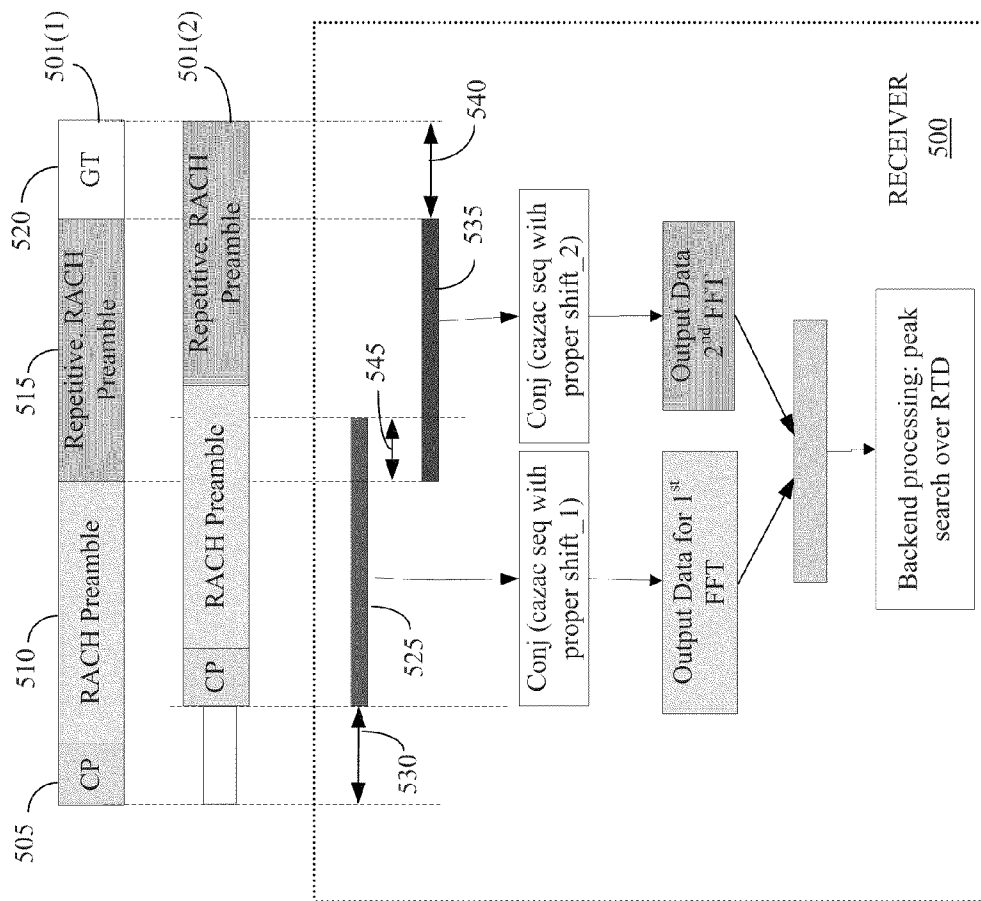 501(1)
501(2)
520
GT
540
515
Repetitive. RACH
Preamble
Repetitive. RACH
Preamble
535
545
510
RACH Preamble
RACH Preamble
525
505
CP
CP
530
Conj (cazac seq with
proper shift_1)
Conj (cazac seq with
proper shift_2)
Output Data for 1st
FFT
Output Data
2nd FFT
Backend processing: peak
search over RTD
RECEIVER
500